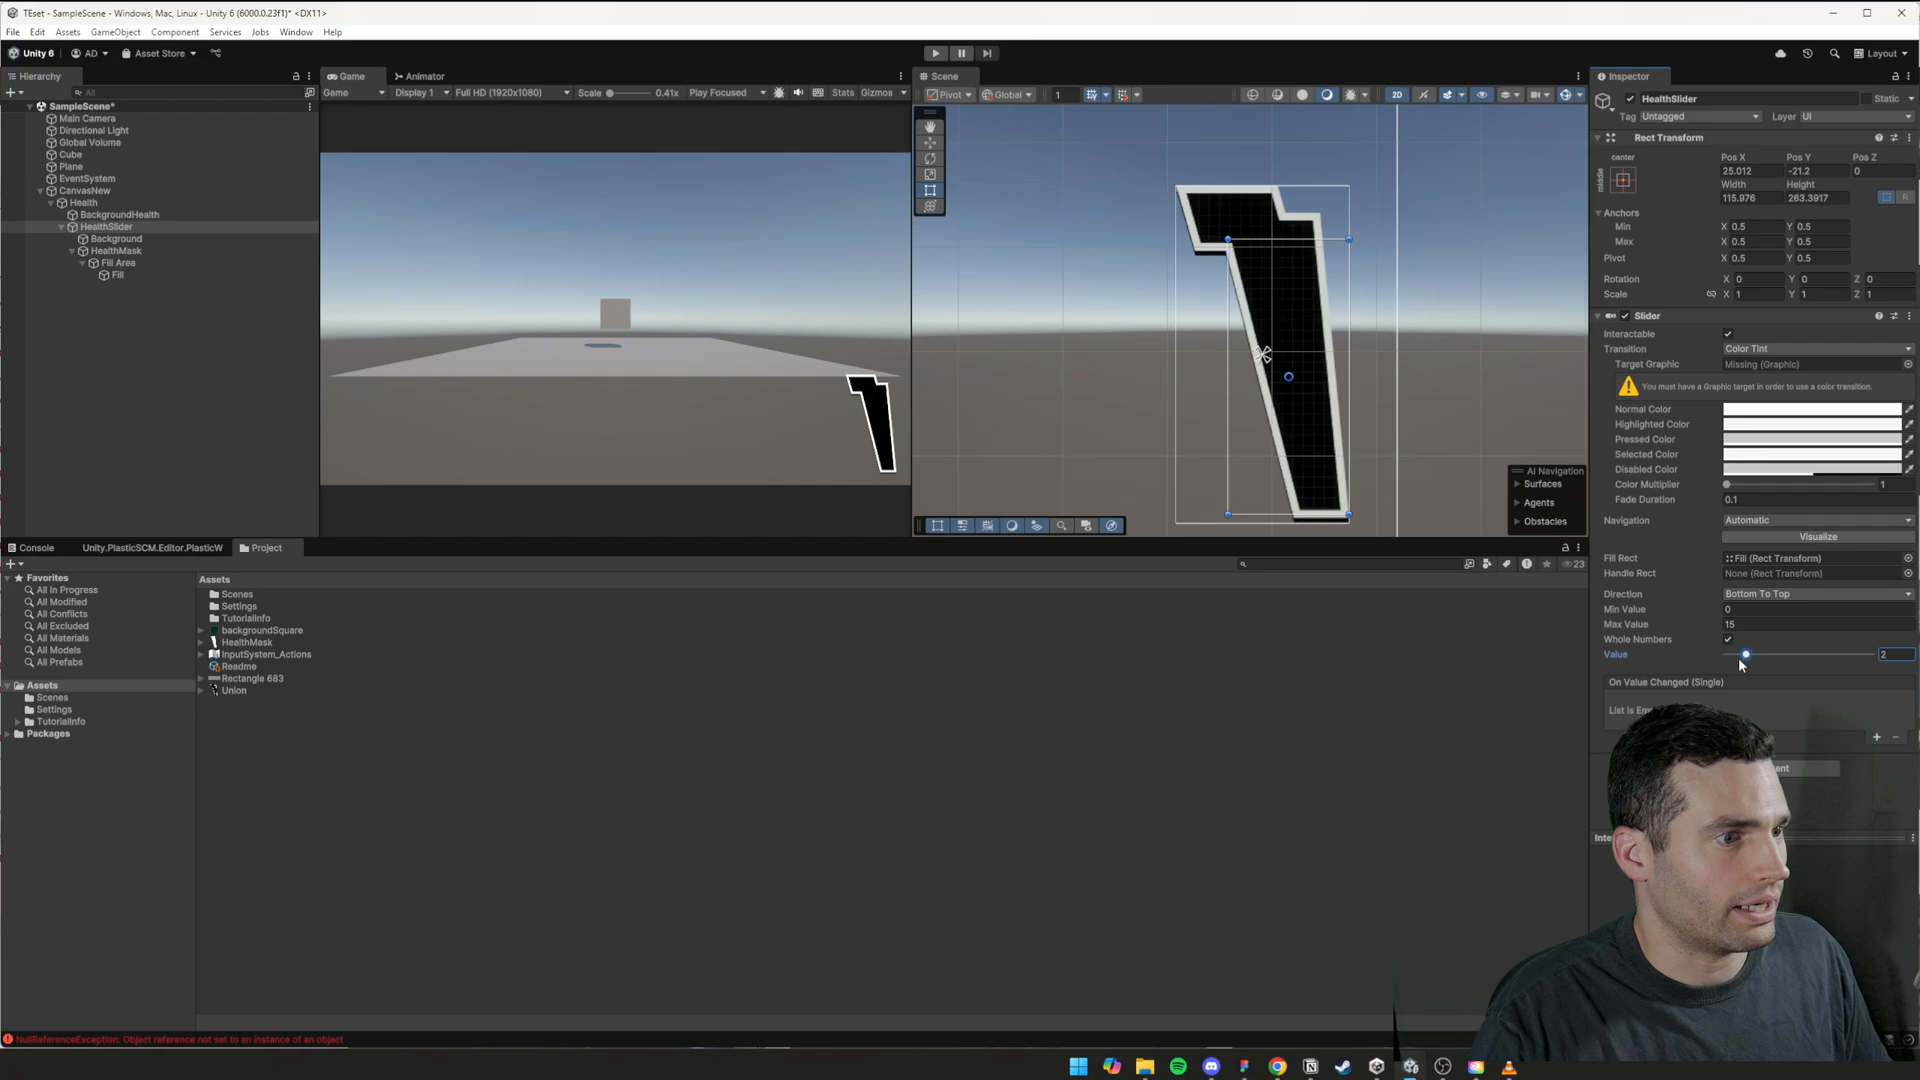 TEset - SampleScene - Windows, Mac, Linux - Unity 6 (6000.0.23f1)* <DX11>
File Edit Assets GameObject Component Services Jobs Window Help
Unity 6 AD Asset Store Layout
Hierarchy
All
SampleScene*
Main Camera
Directional Light
Global Volume
Cube
Plane
EventSystem
CanvasNew
Health
BackgroundHealth
HealthSlider
Background
HealthMask
Fill Area
Fill
Game Animator
Game Display 1 Full HD (1920x1080) Scale 0.41x Play Focused Stats Gizmos
Scene
Pivot Global 1 2D
AI Navigation
Surfaces
Agents
Obstacles
Inspector
HealthSlider Static
Tag Untagged Layer UI
Rect Transform
center
middle
Pos X Pos Y Pos Z
25.012 -21.2 0
Width Height
115.976 263.3917 R
Anchors
Min X 0.5 Y 0.5
Max X 0.5 Y 0.5
Pivot X 0.5 Y 0.5
Rotation X 0 Y 0 Z 0
Scale X 1 Y 1 Z 1
Slider
Interactable
Transition Color Tint
Target Graphic Missing (Graphic)
You must have a Graphic target in order to use a color transition.
Normal Color
Highlighted Color
Pressed Color
Selected Color
Disabled Color
Color Multiplier 1
Fade Duration 0.1
Navigation Automatic
Visualize
Fill Rect Fill (Rect Transform)
Handle Rect None (Rect Transform)
Direction Bottom To Top
Min Value 0
Max Value 15
Whole Numbers
Value 2
On Value Changed (Single)
List is Em
ent
Inte
Console Unity.PlasticSCM.Editor.PlasticW Project
23
Favorites
All In Progress
All Modified
All Conflicts
All Excluded
All Materials
All Models
All Prefabs
Assets
Scenes
Settings
TutorialInfo
Packages
Assets
Scenes
Settings
TutorialInfo
backgroundSquare
HealthMask
InputSystem_Actions
Readme
Rectangle 683
Union
NullReferenceException: Object reference not set to an instance of an object